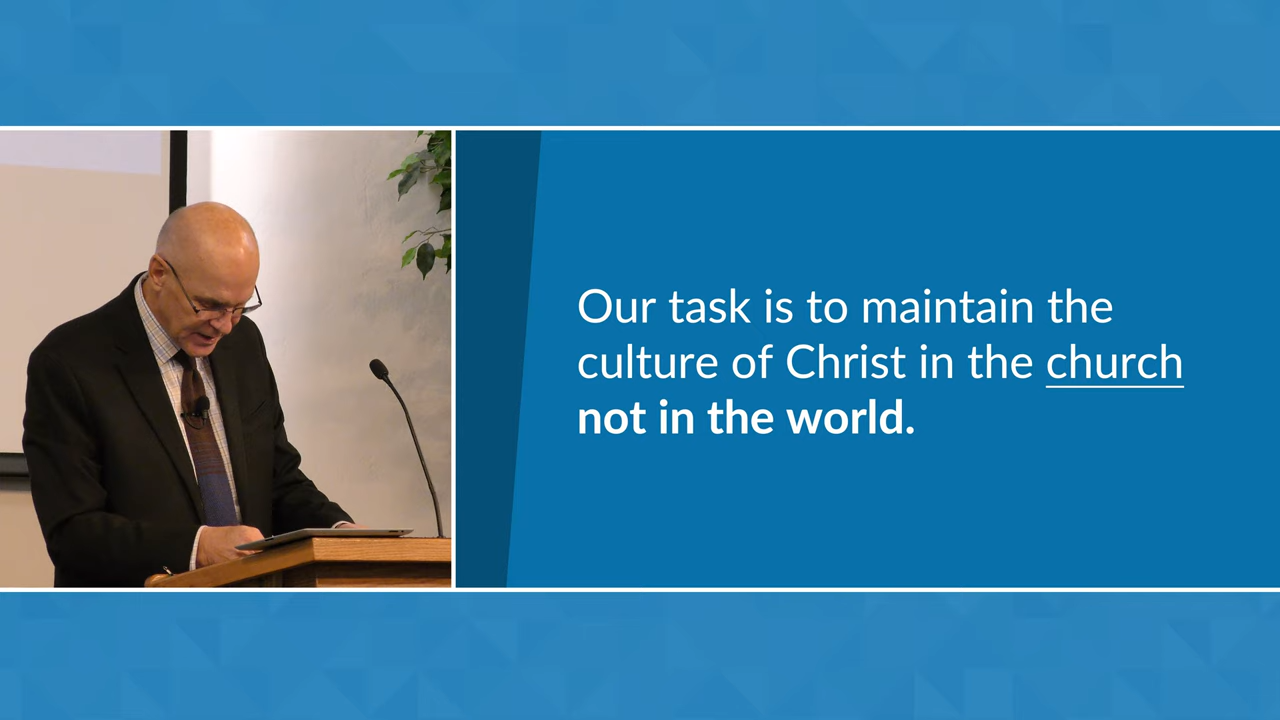 Our task is to maintain the
culture of Christ in the church
not in the world.